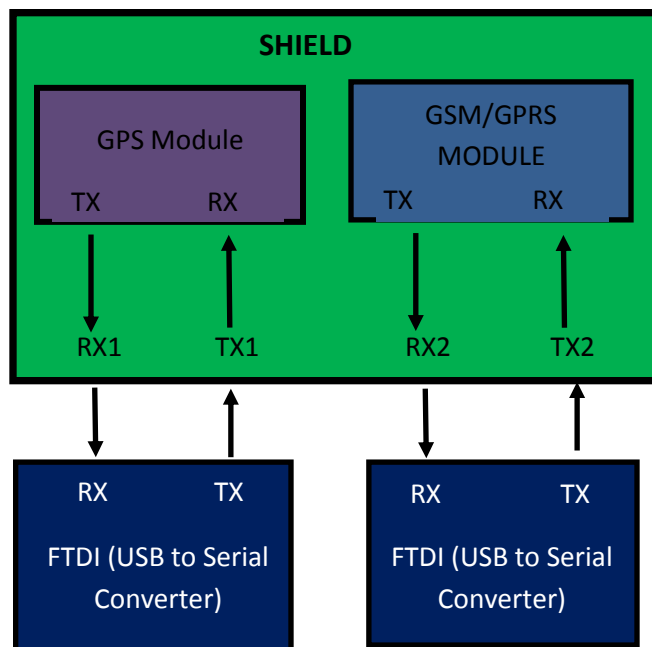 SHIELD
GPS Module
TX RX
GSM/GPRS
MODULE
TX RX
RX1 TX1 RX2 TX2
RX TX
FTDI (USB to Serial
Converter)
RX TX
FTDI (USB to Serial
Converter)